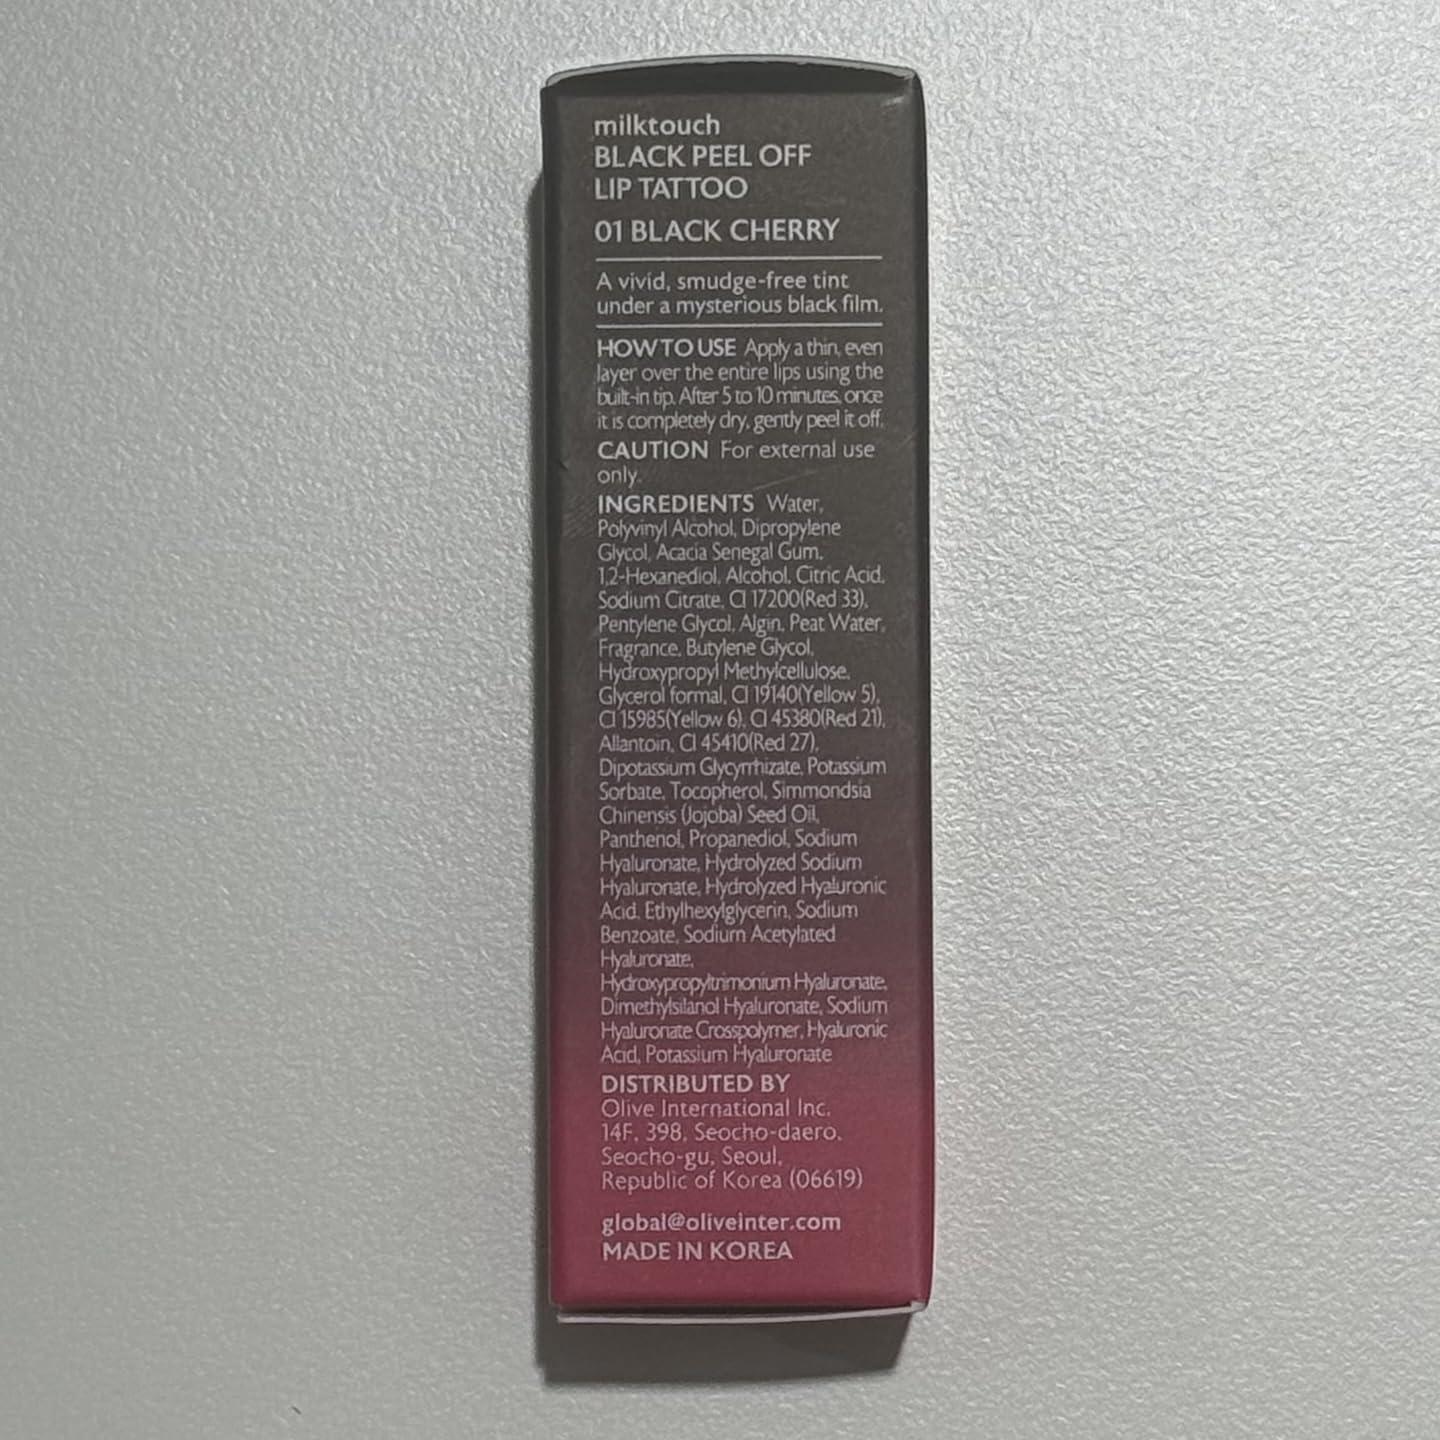 milktouch
BLACK PEEL OFF
LIP TATTOO
01 BLACK CHERRY
A vivid, smudge-free tint
under a mysterious black film.
HOW TO USE Apply a thin, even
layer over the entire lips using the
built-in tip. After 5 to 10 minutes, once
it is completely dry, gently peel it off.
CAUTION For external use
only.
INGREDIENTS Water,
Polyvinyl Alcohol, Dipropylene
Glycol, Acacia Senegal Gum,
1,2-Hexanediol, Alcohol, Citric Acid,
Sodium Citrate, CI 17200(Red 33),
Pentylene Glycol, Algin, Peat Water,
Fragrance, Butylene Glycol,
Hydroxypropyl Methylcellulose,
Glycerol formal, CI 19140(Yellow 5),
CI 15985(Yellow 6), CI 45380(Red 21),
Allantoin, CI 45410(Red 27),
Dipotassium Glycyrrhizate, Potassium
Sorbate, Tocopherol, Simmondsia
Chinensis (Jojoba) Seed Oil,
Panthenol, Propanediol, Sodium
Hyaluronate, Hydrolyzed Sodium
Hyaluronate, Hydrolyzed Hyaluronic
Acid, Ethylhexylglycerin, Sodium
Benzoate, Sodium Acetylated
Hyaluronate,
Hydroxypropyltrimonium Hyaluronate,
Dimethylsilanol Hyaluronate, Sodium
Hyaluronate Crosspolymer, Hyaluronic
Acid, Potassium Hyaluronate
DISTRIBUTED BY
Olive International Inc.
14F, 398, Seocho-daero,
Seocho-gu, Seoul,
Republic of Korea (06619)
global@oliveinter.com
MADE IN KOREA